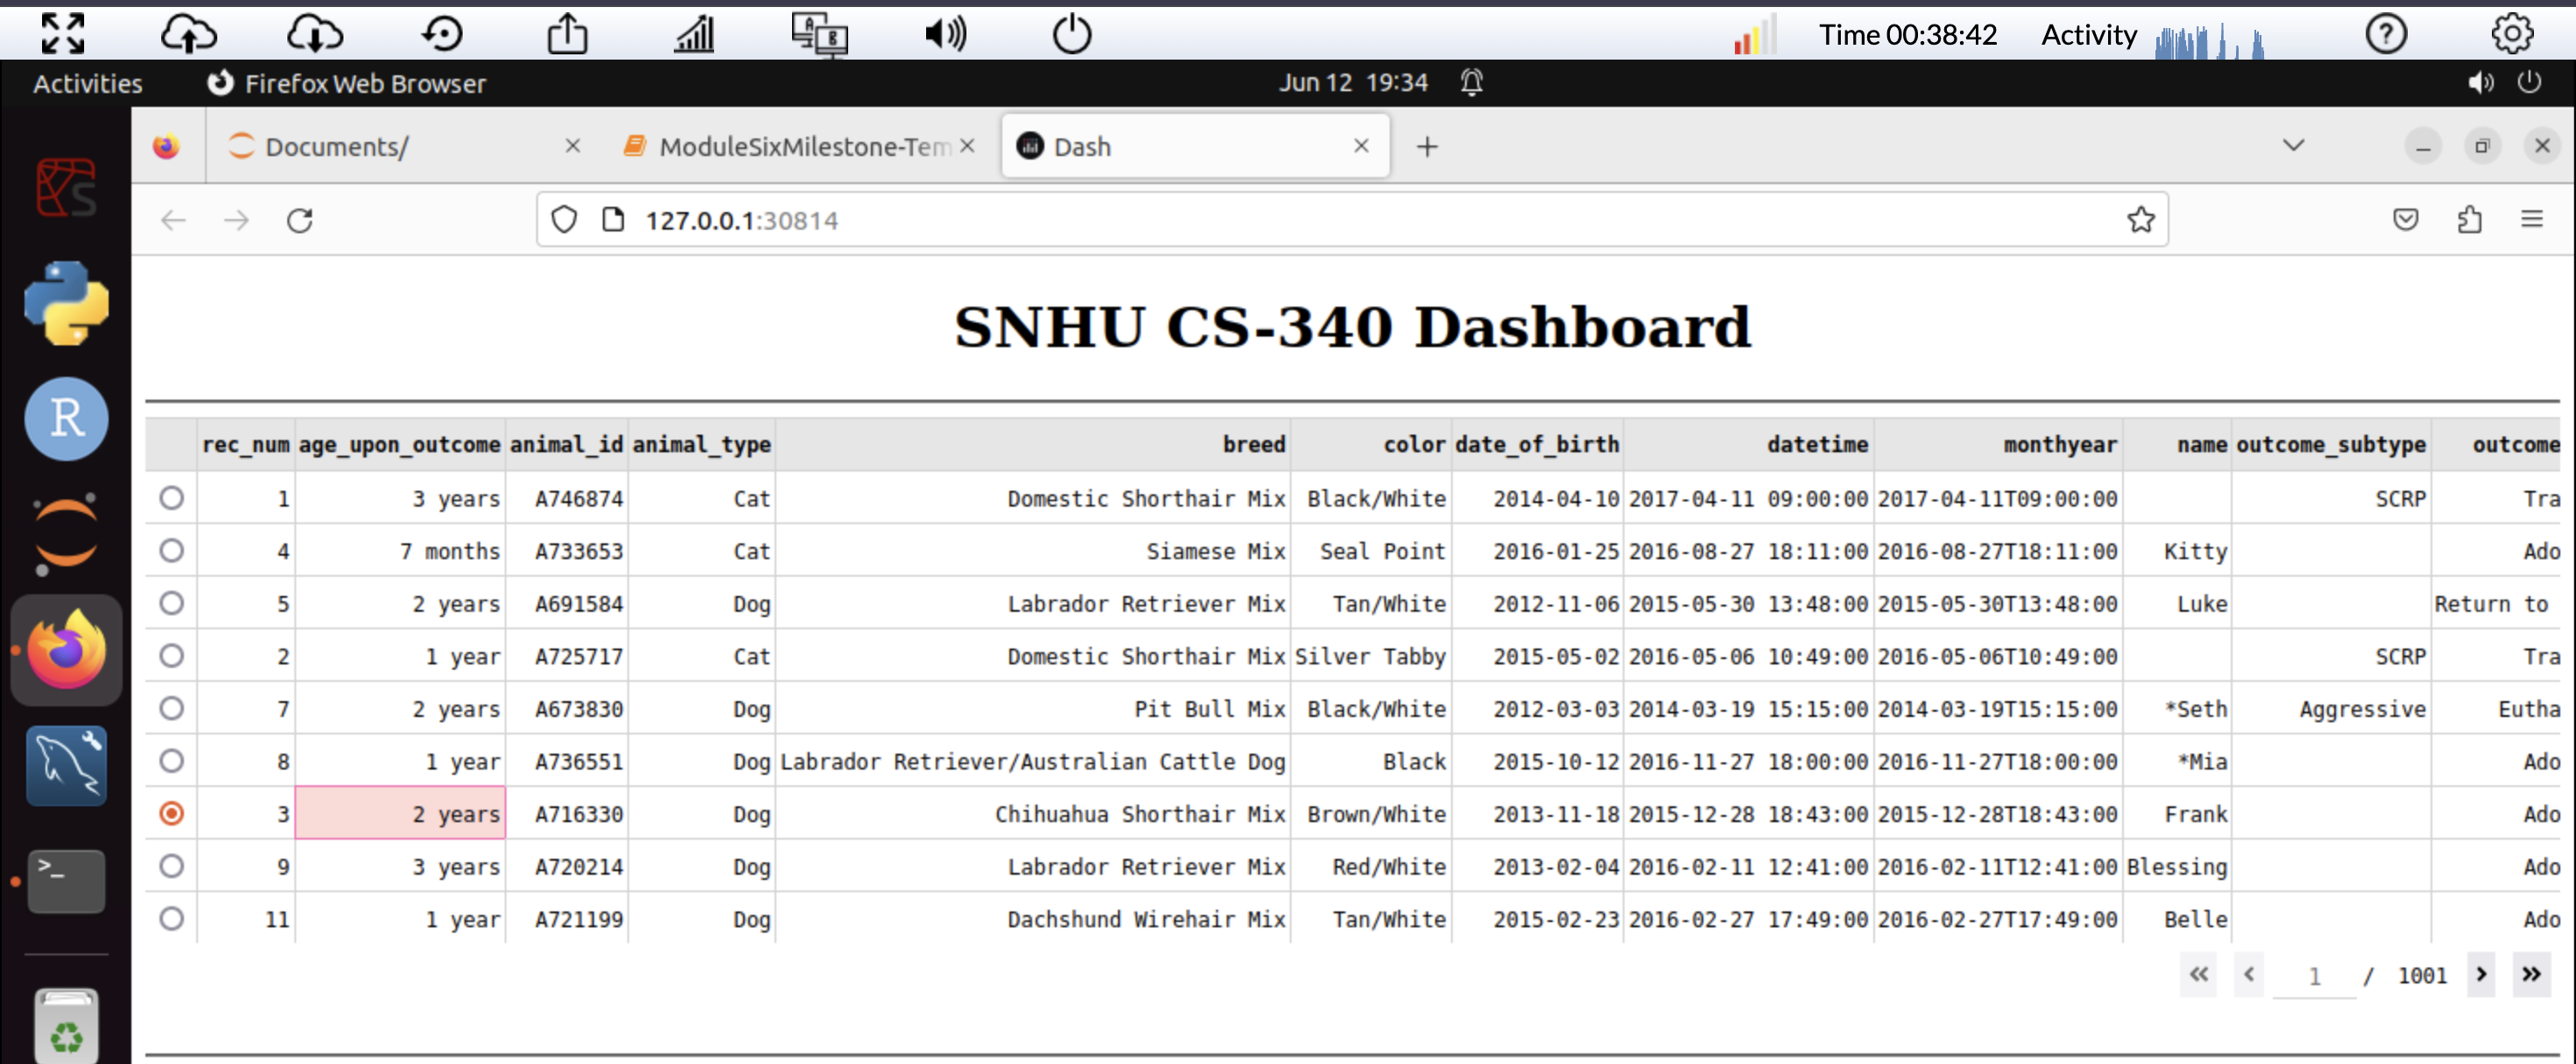 Time 00:38:42 Activity
Activities Firefox Web Browser Jun 12 19:34
Documents/ ModuleSixMilestone-Tem Dash
127.0.0.1:30814
SNHU CS-340 Dashboard
rec_num age_upon_outcome animal_id animal_type breed color date_of_birth datetime monthyear name outcome_subtype outcome
1 3 years A746874 Cat Domestic Shorthair Mix Black/White 2014-04-10 2017-04-11 09:00:00 2017-04-11T09:00:00 SCRP Tra
4 7 months A733653 Cat Siamese Mix Seal Point 2016-01-25 2016-08-27 18:11:00 2016-08-27T18:11:00 Kitty Ado
5 2 years A691584 Dog Labrador Retriever Mix Tan/White 2012-11-06 2015-05-30 13:48:00 2015-05-30T13:48:00 Luke Return to
2 1 year A725717 Cat Domestic Shorthair Mix Silver Tabby 2015-05-02 2016-05-06 10:49:00 2016-05-06T10:49:00 SCRP Tra
7 2 years A673830 Dog Pit Bull Mix Black/White 2012-03-03 2014-03-19 15:15:00 2014-03-19T15:15:00 *Seth Aggressive Eutha
8 1 year A736551 Dog Labrador Retriever/Australian Cattle Dog Black 2015-10-12 2016-11-27 18:00:00 2016-11-27T18:00:00 *Mia Ado
3 2 years A716330 Dog Chihuahua Shorthair Mix Brown/White 2013-11-18 2015-12-28 18:43:00 2015-12-28T18:43:00 Frank Ado
9 3 years A720214 Dog Labrador Retriever Mix Red/White 2013-02-04 2016-02-11 12:41:00 2016-02-11T12:41:00 Blessing Ado
11 1 year A721199 Dog Dachshund Wirehair Mix Tan/White 2015-02-23 2016-02-27 17:49:00 2016-02-27T17:49:00 Belle Ado
« ‹ 1 / 1001 › »